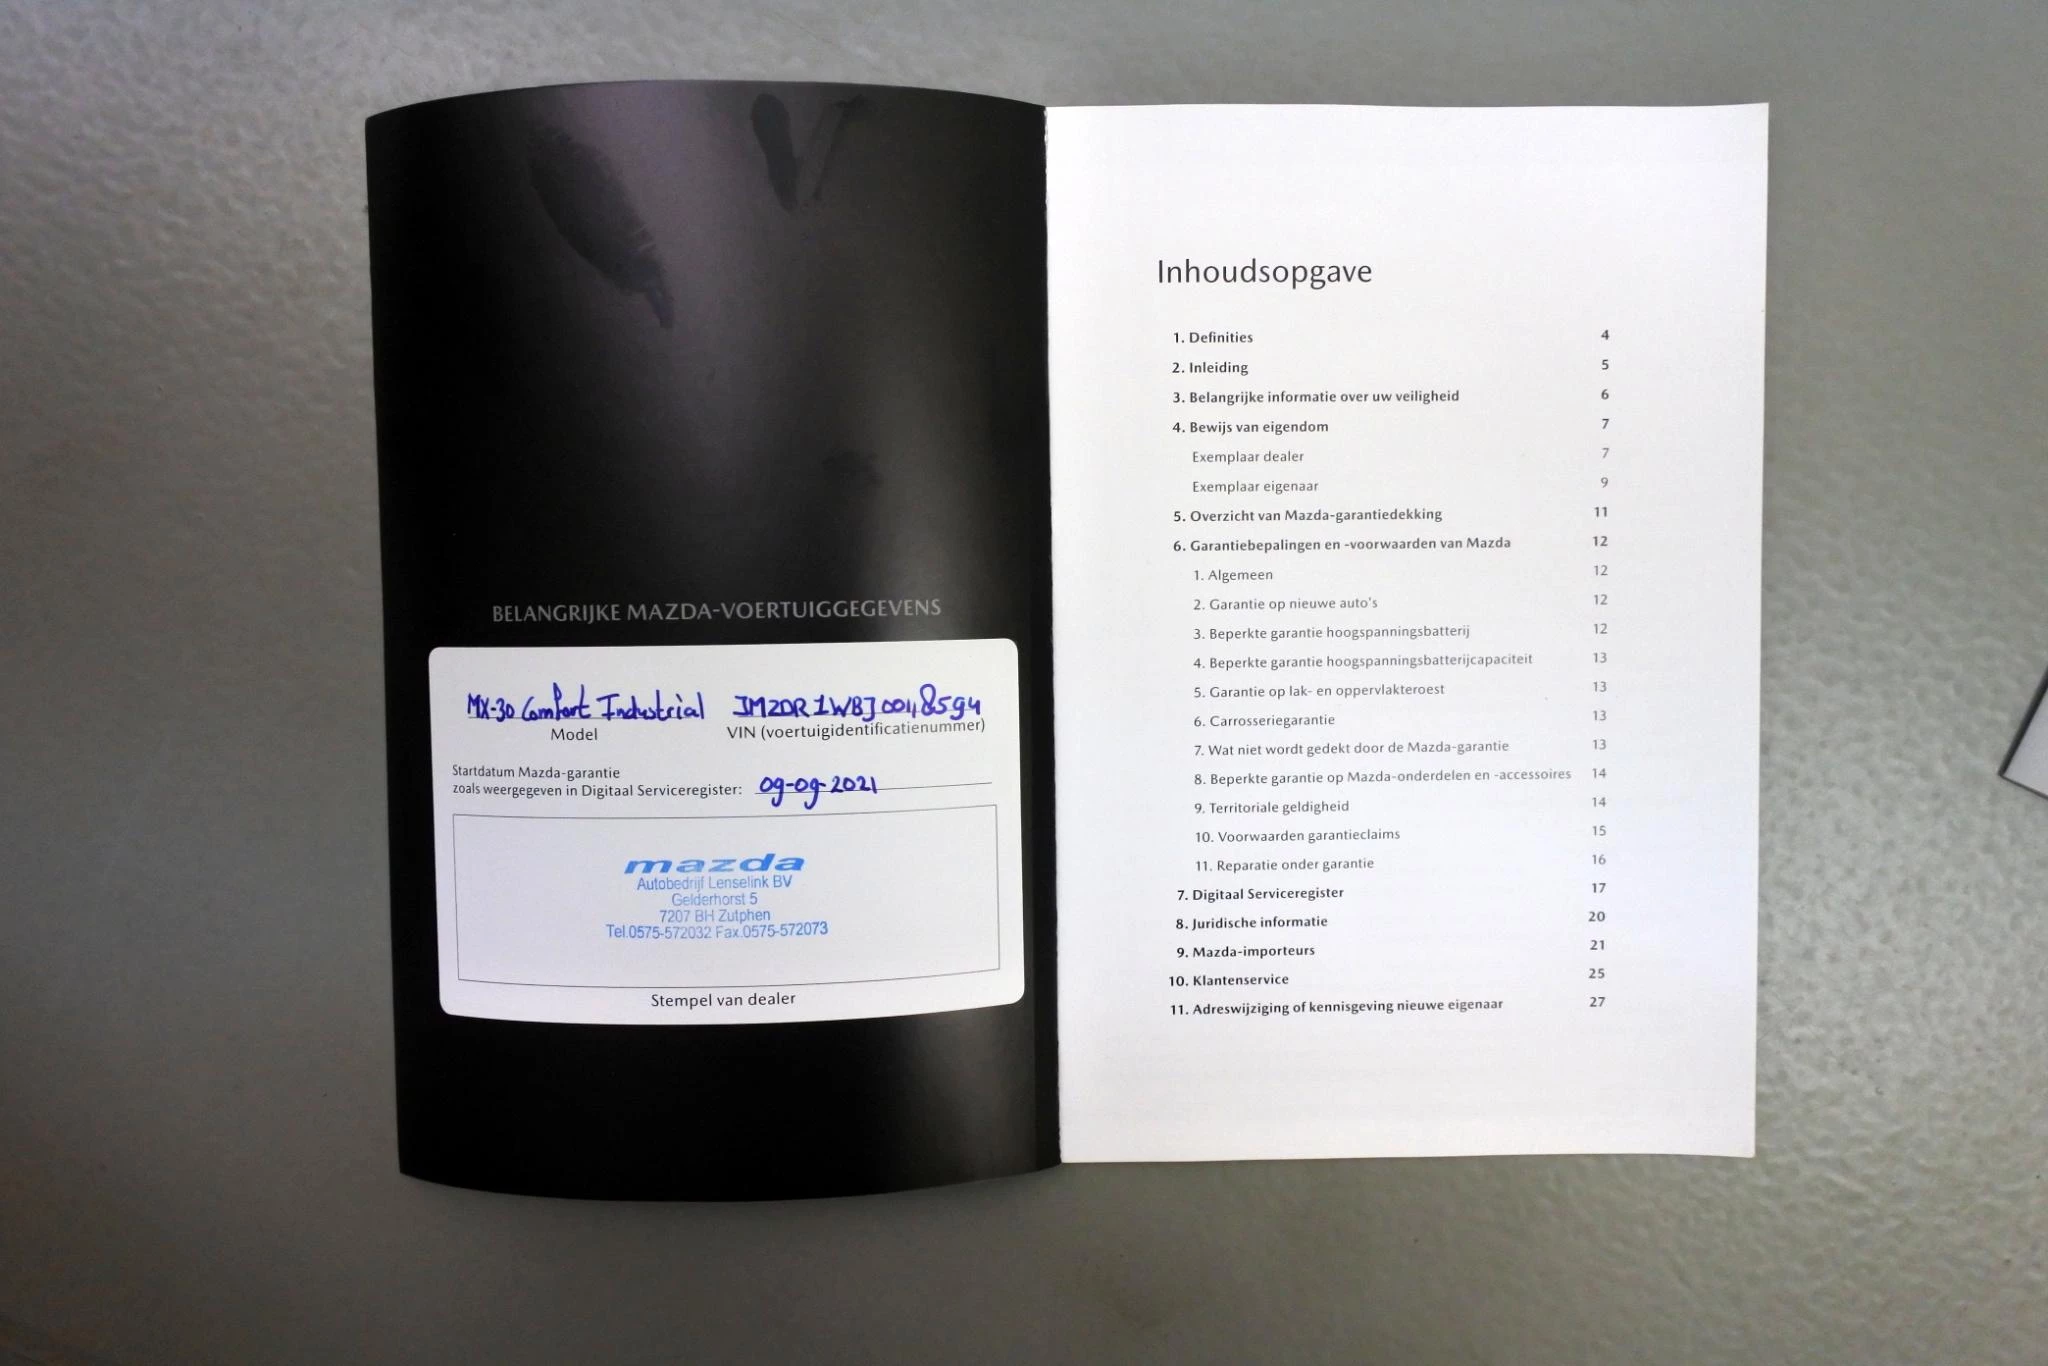 BELANGRIJKE MAZDA-VOERTUIGGEGEVENS
MX-30 Comfort Industrial JMZDR1WBJ00148594
Model VIN (voertuigidentificatienummer)
Startdatum Mazda-garantie
zoals weergegeven in Digitaal Serviceregister: 09-09-2021
mazda
Autobedrijf Lenselink BV
Gelderhorst 5
7207 BH Zutphen
Tel.0575-572032 Fax.0575-572073
Stempel van dealer
Inhoudsopgave
1. Definities 4
2. Inleiding 5
3. Belangrijke informatie over uw veiligheid 6
4. Bewijs van eigendom 7
Exemplaar dealer 7
Exemplaar eigenaar 9
5. Overzicht van Mazda-garantiedekking 11
6. Garantiebepalingen en -voorwaarden van Mazda 12
1. Algemeen 12
2. Garantie op nieuwe auto's 12
3. Beperkte garantie hoogspanningsbatterij 12
4. Beperkte garantie hoogspanningsbatterijcapaciteit 13
5. Garantie op lak- en oppervlakteroest 13
6. Carrosseriegarantie 13
7. Wat niet wordt gedekt door de Mazda-garantie 13
8. Beperkte garantie op Mazda-onderdelen en -accessoires 14
9. Territoriale geldigheid 14
10. Voorwaarden garantieclaims 15
11. Reparatie onder garantie 16
7. Digitaal Serviceregister 17
8. Juridische informatie 20
9. Mazda-importeurs 21
10. Klantenservice 25
11. Adreswijziging of kennisgeving nieuwe eigenaar 27